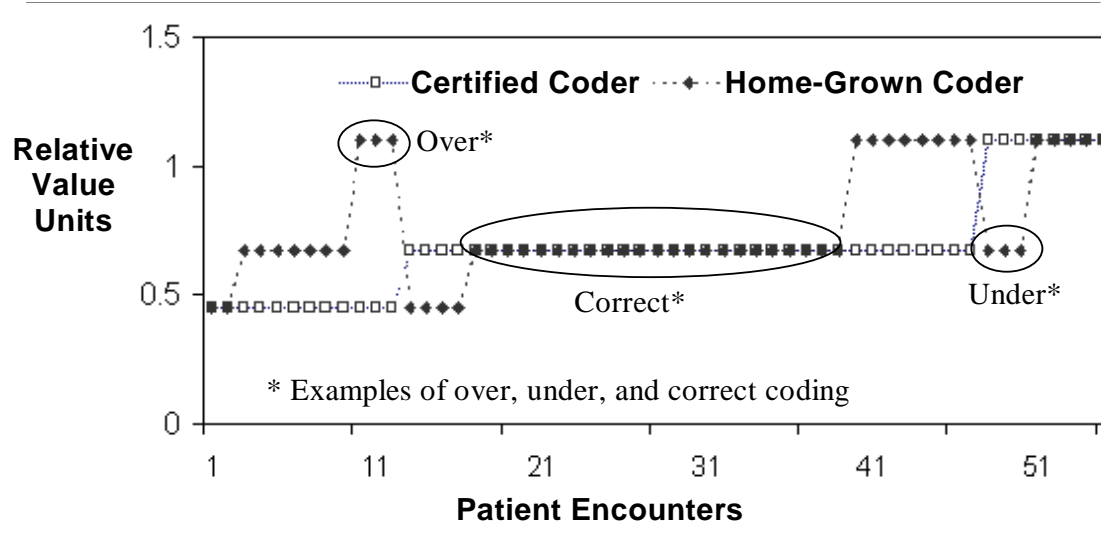 1.5
Certified Coder
Home-Grown Coder
Over*
Relative
Value
Units
1
0.5
Correct*
Under*
* Examples of over, under, and correct coding
0
1 11 21 31 41 51
Patient Encounters